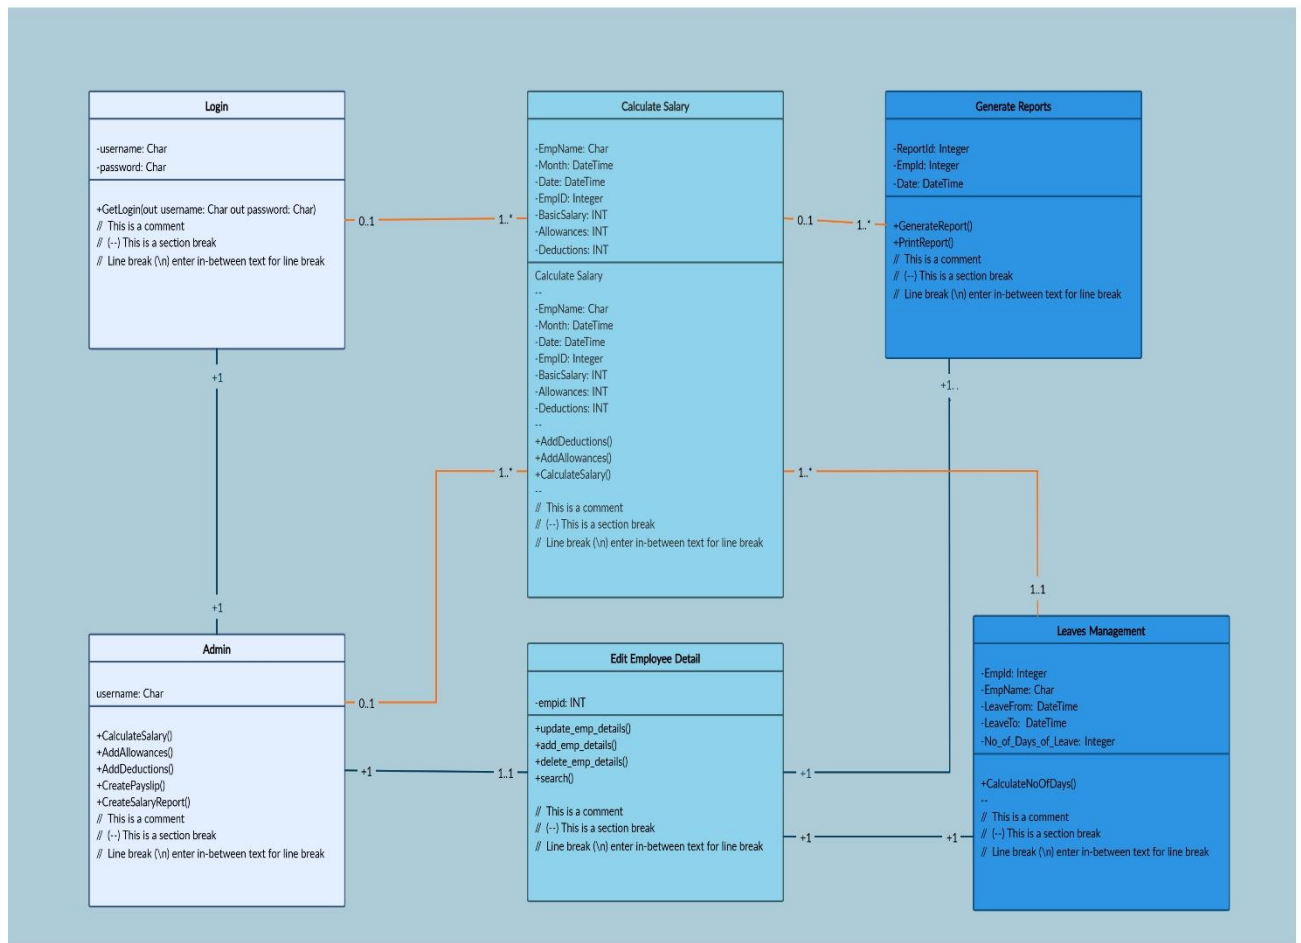 Login
-username: Char
-password: Char
+GetLogin(out username: Char out password: Char)
// This is a comment
// (--) This is a section break
// Line break (\n) enter in-between text for line break
0..1
1..*
Calculate Salary
-EmpName: Char
-Month: DateTime
-Date: DateTime
-EmpID: Integer
-BasicSalary: INT
-Allowances: INT
-Deductions: INT
Calculate Salary
--
-EmpName: Char
-Month: DateTime
-Date: DateTime
-EmpID: Integer
-BasicSalary: INT
-Allowances: INT
-Deductions: INT
--
+AddDeductions()
+AddAllowances()
+CalculateSalary()
--
// This is a comment
// (--) This is a section break
// Line break (\n) enter in-between text for line break
0..1
1..*
Generate Reports
-ReportId: Integer
-EmpId: Integer
-Date: DateTime
+GenerateReport()
+PrintReport()
// This is a comment
// (--) This is a section break
// Line break (\n) enter in-between text for line break
+1
+1..
1..*
1..*
1..1
+1
Admin
username: Char
+CalculateSalary()
+AddAllowances()
+AddDeductions()
+CreatePayslip()
+CreateSalaryReport()
// This is a comment
// (--) This is a section break
// Line break (\n) enter in-between text for line break
0..1
+1
1..1
Edit Employee Detail
-empid: INT
+update_emp_details()
+add_emp_details()
+delete_emp_details()
+search()
// This is a comment
// (--) This is a section break
// Line break (\n) enter in-between text for line break
+1
+1
+1
Leaves Management
-EmpId: Integer
-EmpName: Char
-LeaveFrom: DateTime
-LeaveTo: DateTime
-No_of_Days_of_Leave: Integer
+CalculateNoOfDays()
--
// This is a comment
// (--) This is a section break
// Line break (\n) enter in-between text for line break